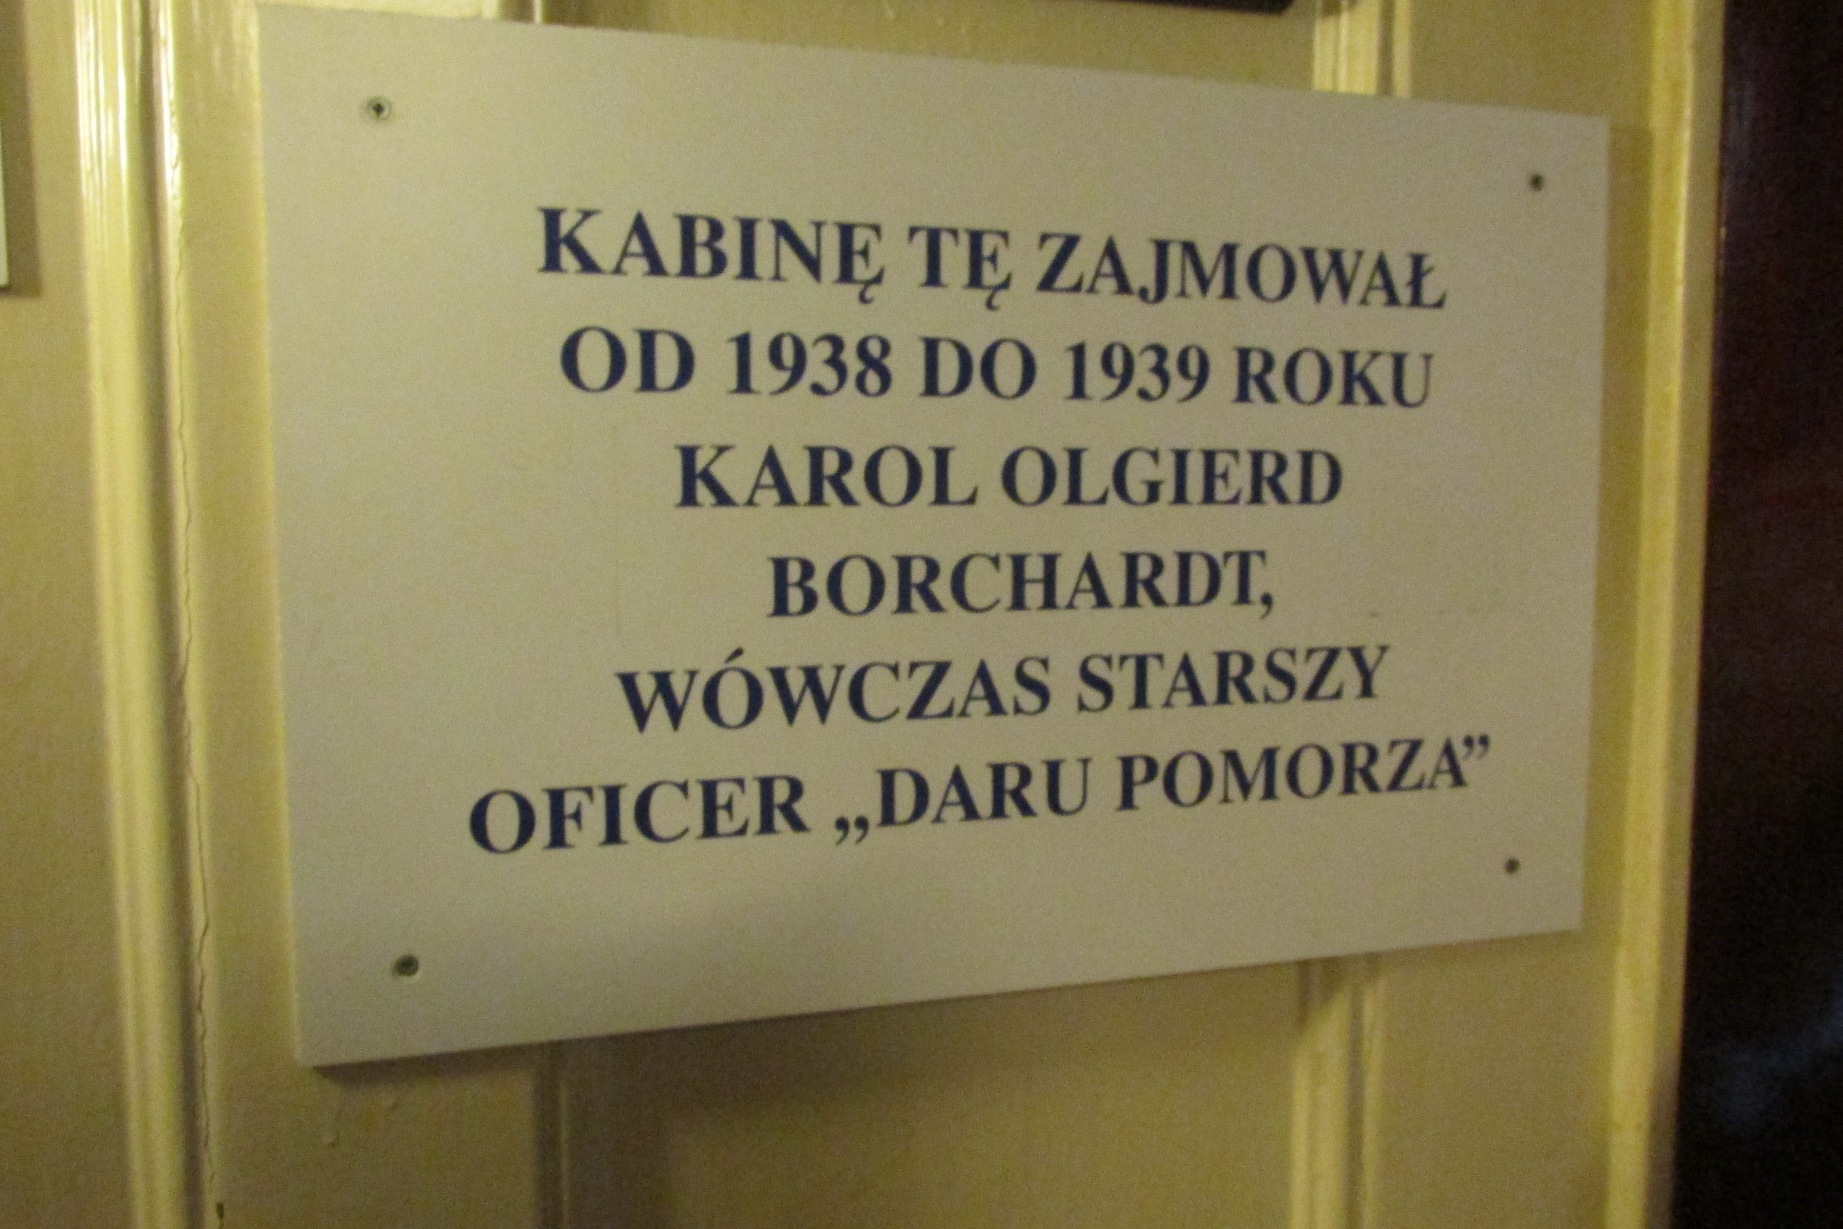 KABINĘ TĘ ZAJMOWAŁ
OD 1938 DO 1939 ROKU
KAROL OLGIERD
BORCHARDT,
WÓWCZAS STARSZY
OFICER „DARU POMORZA”